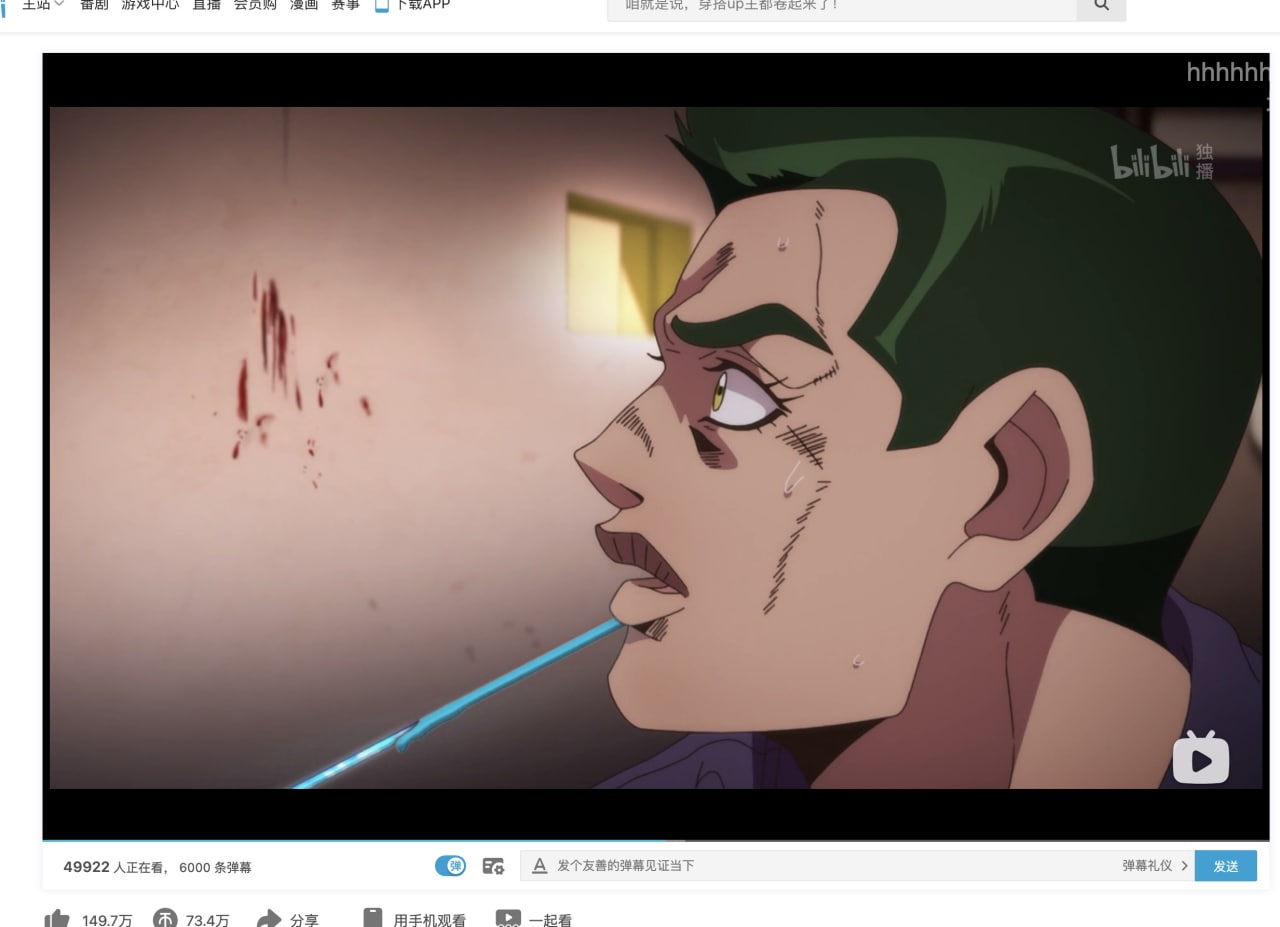 主站 番剧 游戏中心 直播 会员购 漫画 赛事 下载APP
咱就是说，穿搭up主都卷起来了！
hhhhhh
bilibili 独播
49922 人正在看， 6000 条弹幕
弹
发个友善的弹幕见证当下
弹幕礼仪
发送
149.7万 73.4万 分享 用手机观看 一起看